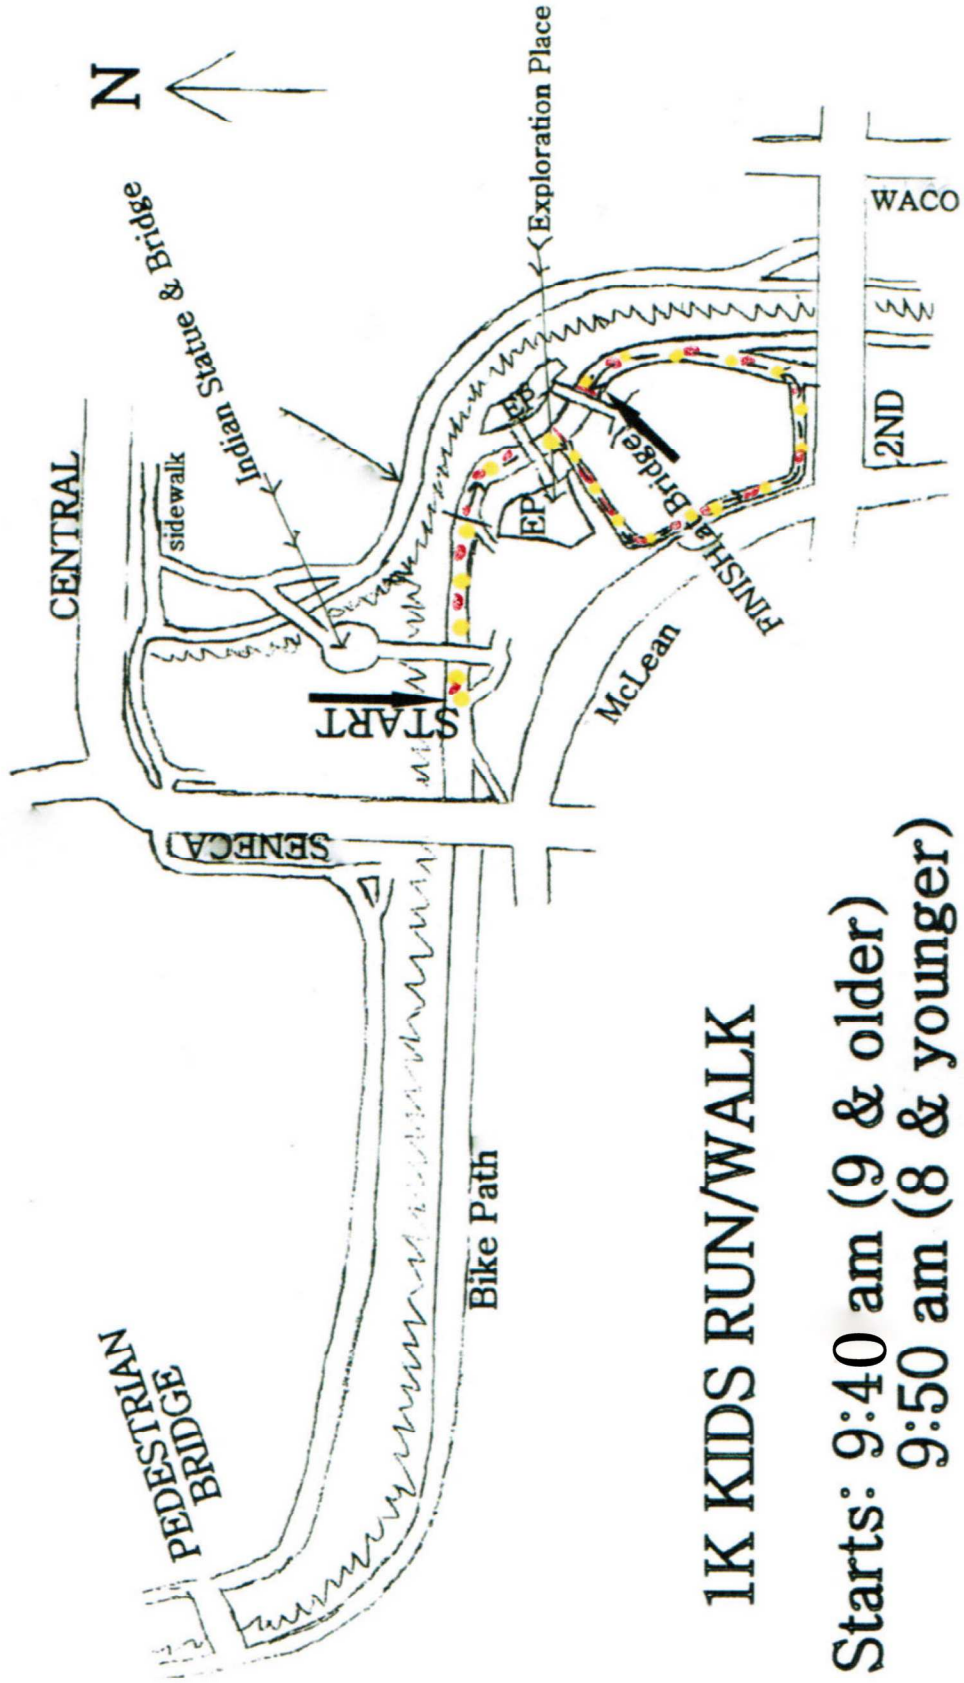 N
Indian Statue & Bridge
Exploration Place
CENTRAL
sidewalk
WACO
EP
EP
2ND
FINISH(at Bridge)
START
McLean
SENECA
Bike Path
PEDESTRIAN
BRIDGE
1K KIDS RUN/WALK
Starts: 9:40 am (9 & older)
9:50 am (8 & younger)